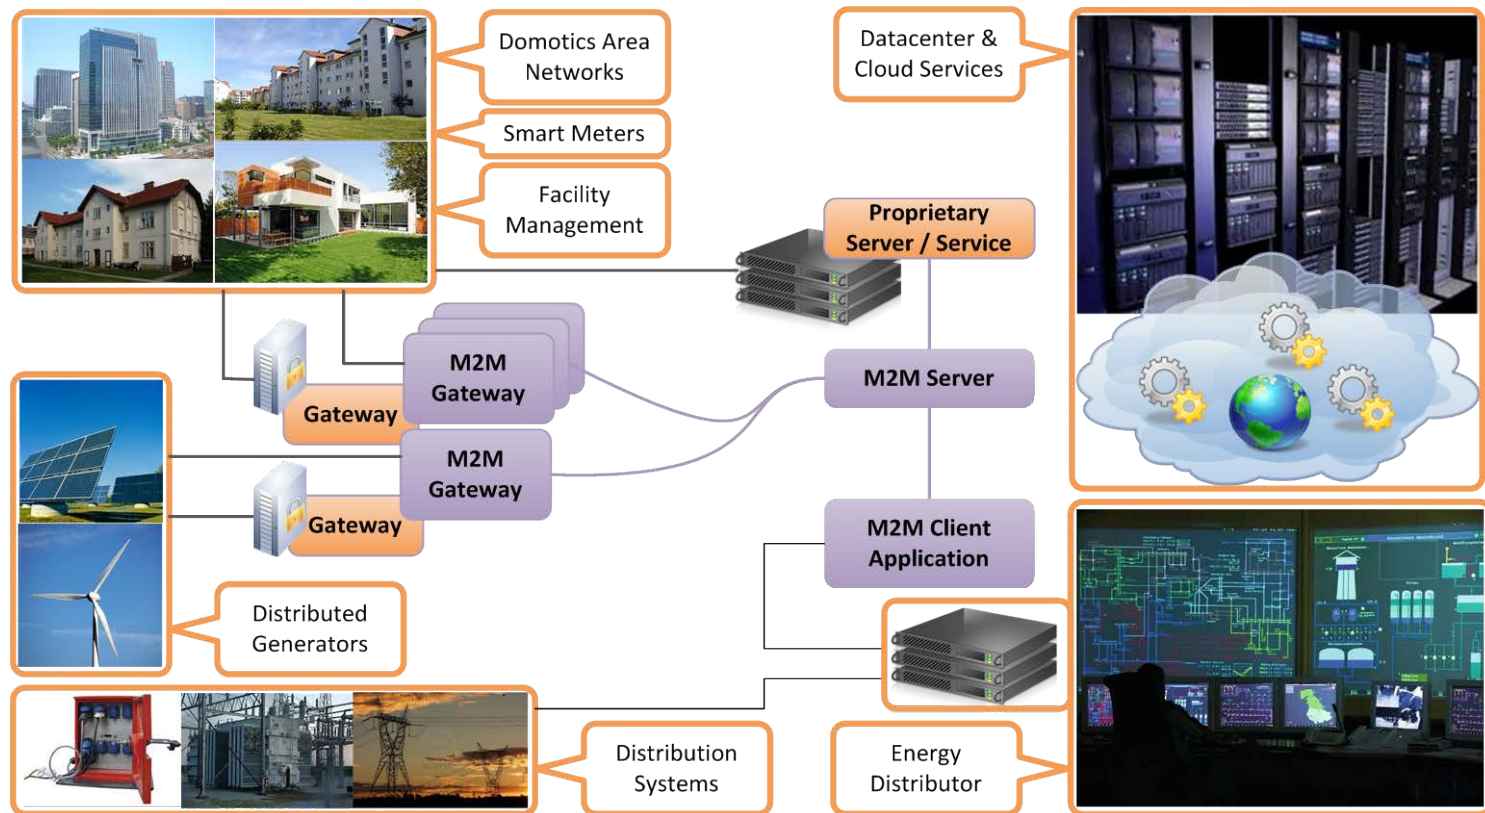 Domotics Area
Networks
Smart Meters
Facility
Management
Datacenter &
Cloud Services
Proprietary
Server / Service
M2M
Gateway
Gateway
M2M Server
M2M
Gateway
Gateway
M2M Client
Application
Distributed
Generators
Distribution
Systems
Energy
Distributor